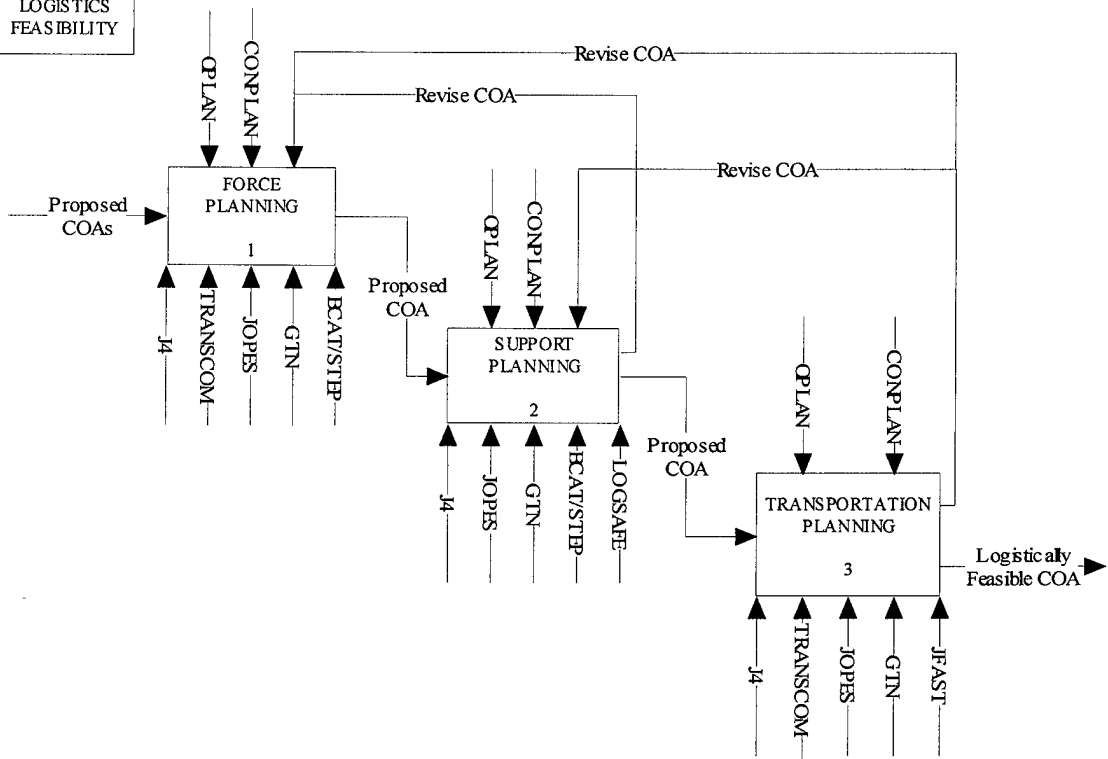 LOGISTICS
FEASIBILITY
OPLAN
CONPLAN
Revise COA
Revise COA
Revise COA
Proposed
COAs
FORCE
PLANNING
1
J4
TRANSCOM
JOPES
GTN
BCAT/STEP
Proposed
COA
OPLAN
CONPLAN
SUPPORT
PLANNING
2
J4
JOPES
GTN
BCAT/STEP
LOGSAFE
Proposed
COA
OPLAN
CONPLAN
TRANSPORTATION
PLANNING
3
Logistically
Feasible COA
J4
TRANSCOM
JOPES
GTN
JFAST